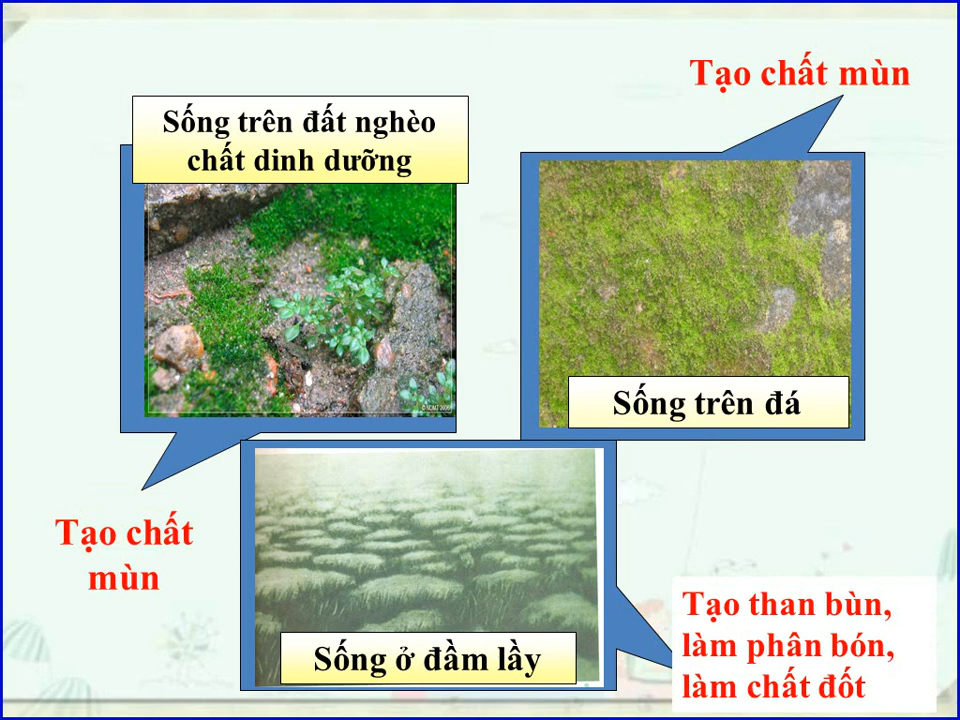 Tạo chất mùn
Sống trên đất nghèo
chất dinh dưỡng
Sống trên đá
Tạo chất
mùn
Sống ở đầm lầy
Tạo than bùn,
làm phân bón,
làm chất đốt